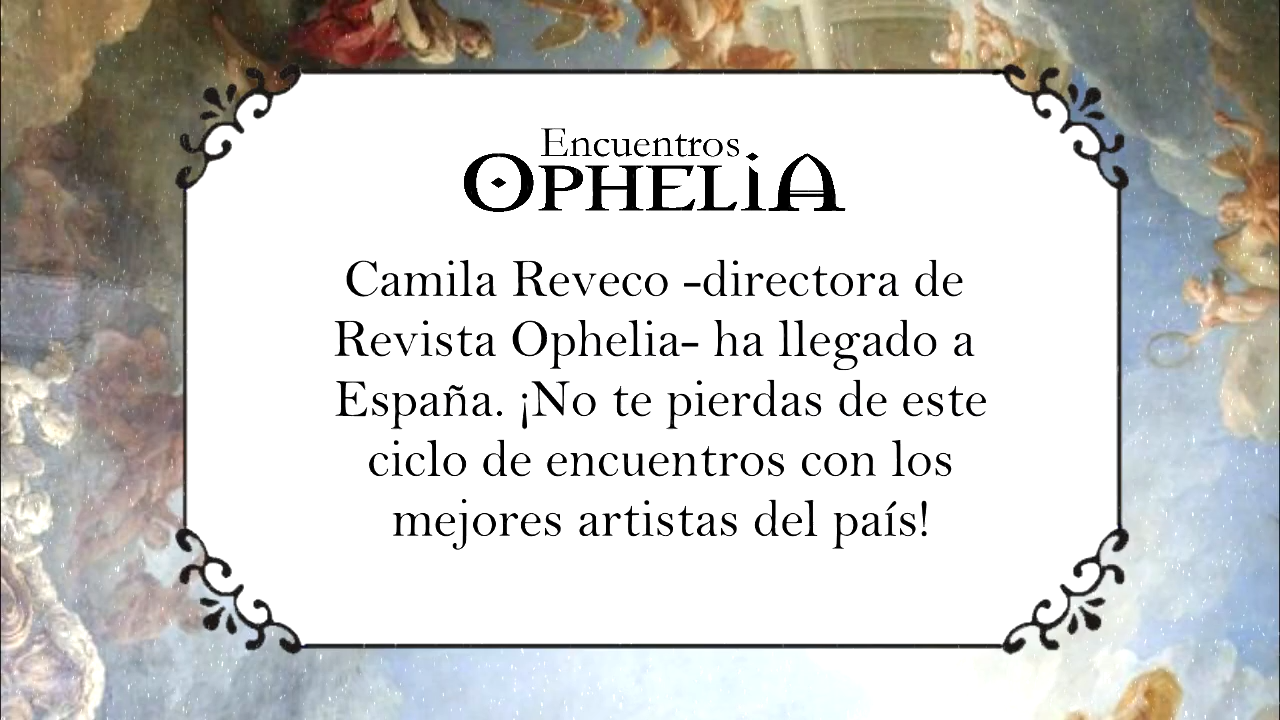 Encuentros
OPHELiA
Camila Reveco -directora de
Revista Ophelia- ha llegado a
España. ¡No te pierdas de este
ciclo de encuentros con los
mejores artistas del país!